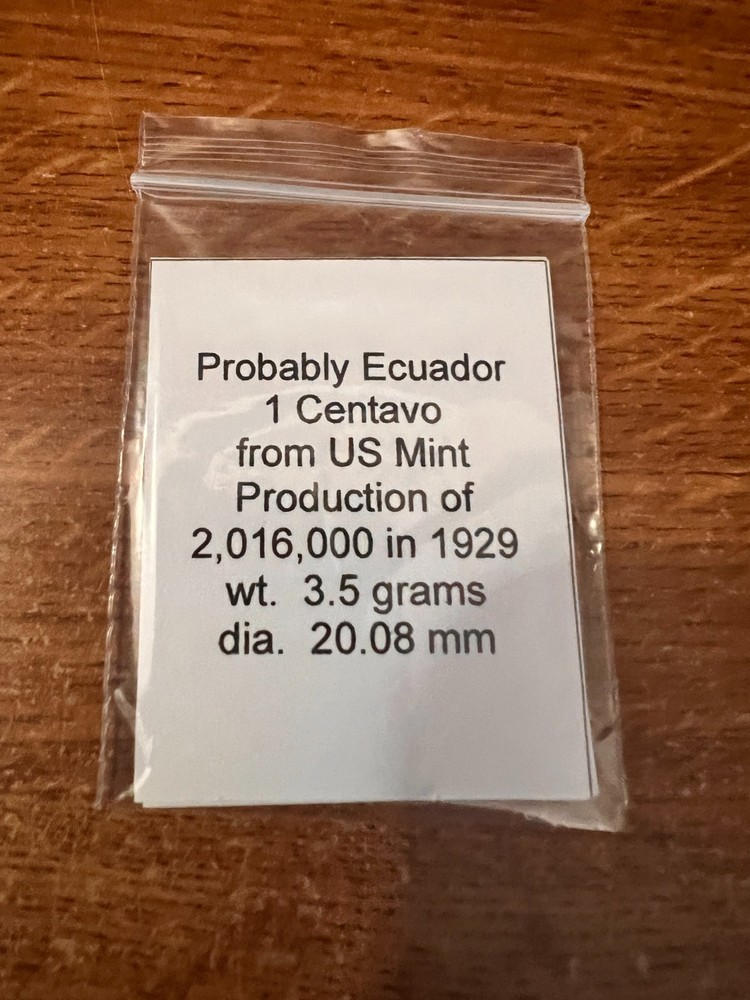 Probably Ecuador
1 Centavo
from US Mint
Production of
2,016,000 in 1929
wt. 3.5 grams
dia. 20.08 mm